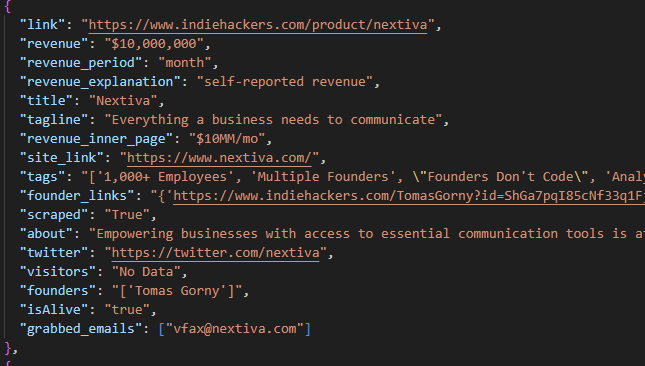 {
"link": "https://www.indiehackers.com/product/nextiva",
"revenue": "$10,000,000",
"revenue_period": "month",
"revenue_explanation": "self-reported revenue",
"title": "Nextiva",
"tagline": "Everything a business needs to communicate",
"revenue_inner_page": "$10MM/mo",
"site_link": "https://www.nextiva.com/",
"tags": "['1,000+ Employees', 'Multiple Founders', \"Founders Don't Code\", 'Analy
"founder_links": "{'https://www.indiehackers.com/TomasGorny?id=ShGa7pqI85cNf33q1F
"scraped": "True",
"about": "Empowering businesses with access to essential communication tools is a
"twitter": "https://twitter.com/nextiva",
"visitors": "No Data",
"founders": "['Tomas Gorny']",
"isAlive": "true",
"grabbed_emails": ["vfax@nextiva.com"]
},